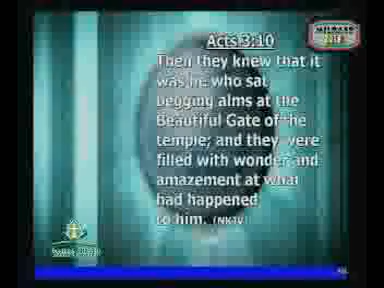 Acts 3:10
Then they knew that it
was he who sat
begging alms at the
Beautiful Gate of the
temple; and they were
filled with wonder and
amazement at what
had happened
to him. (NKJV)